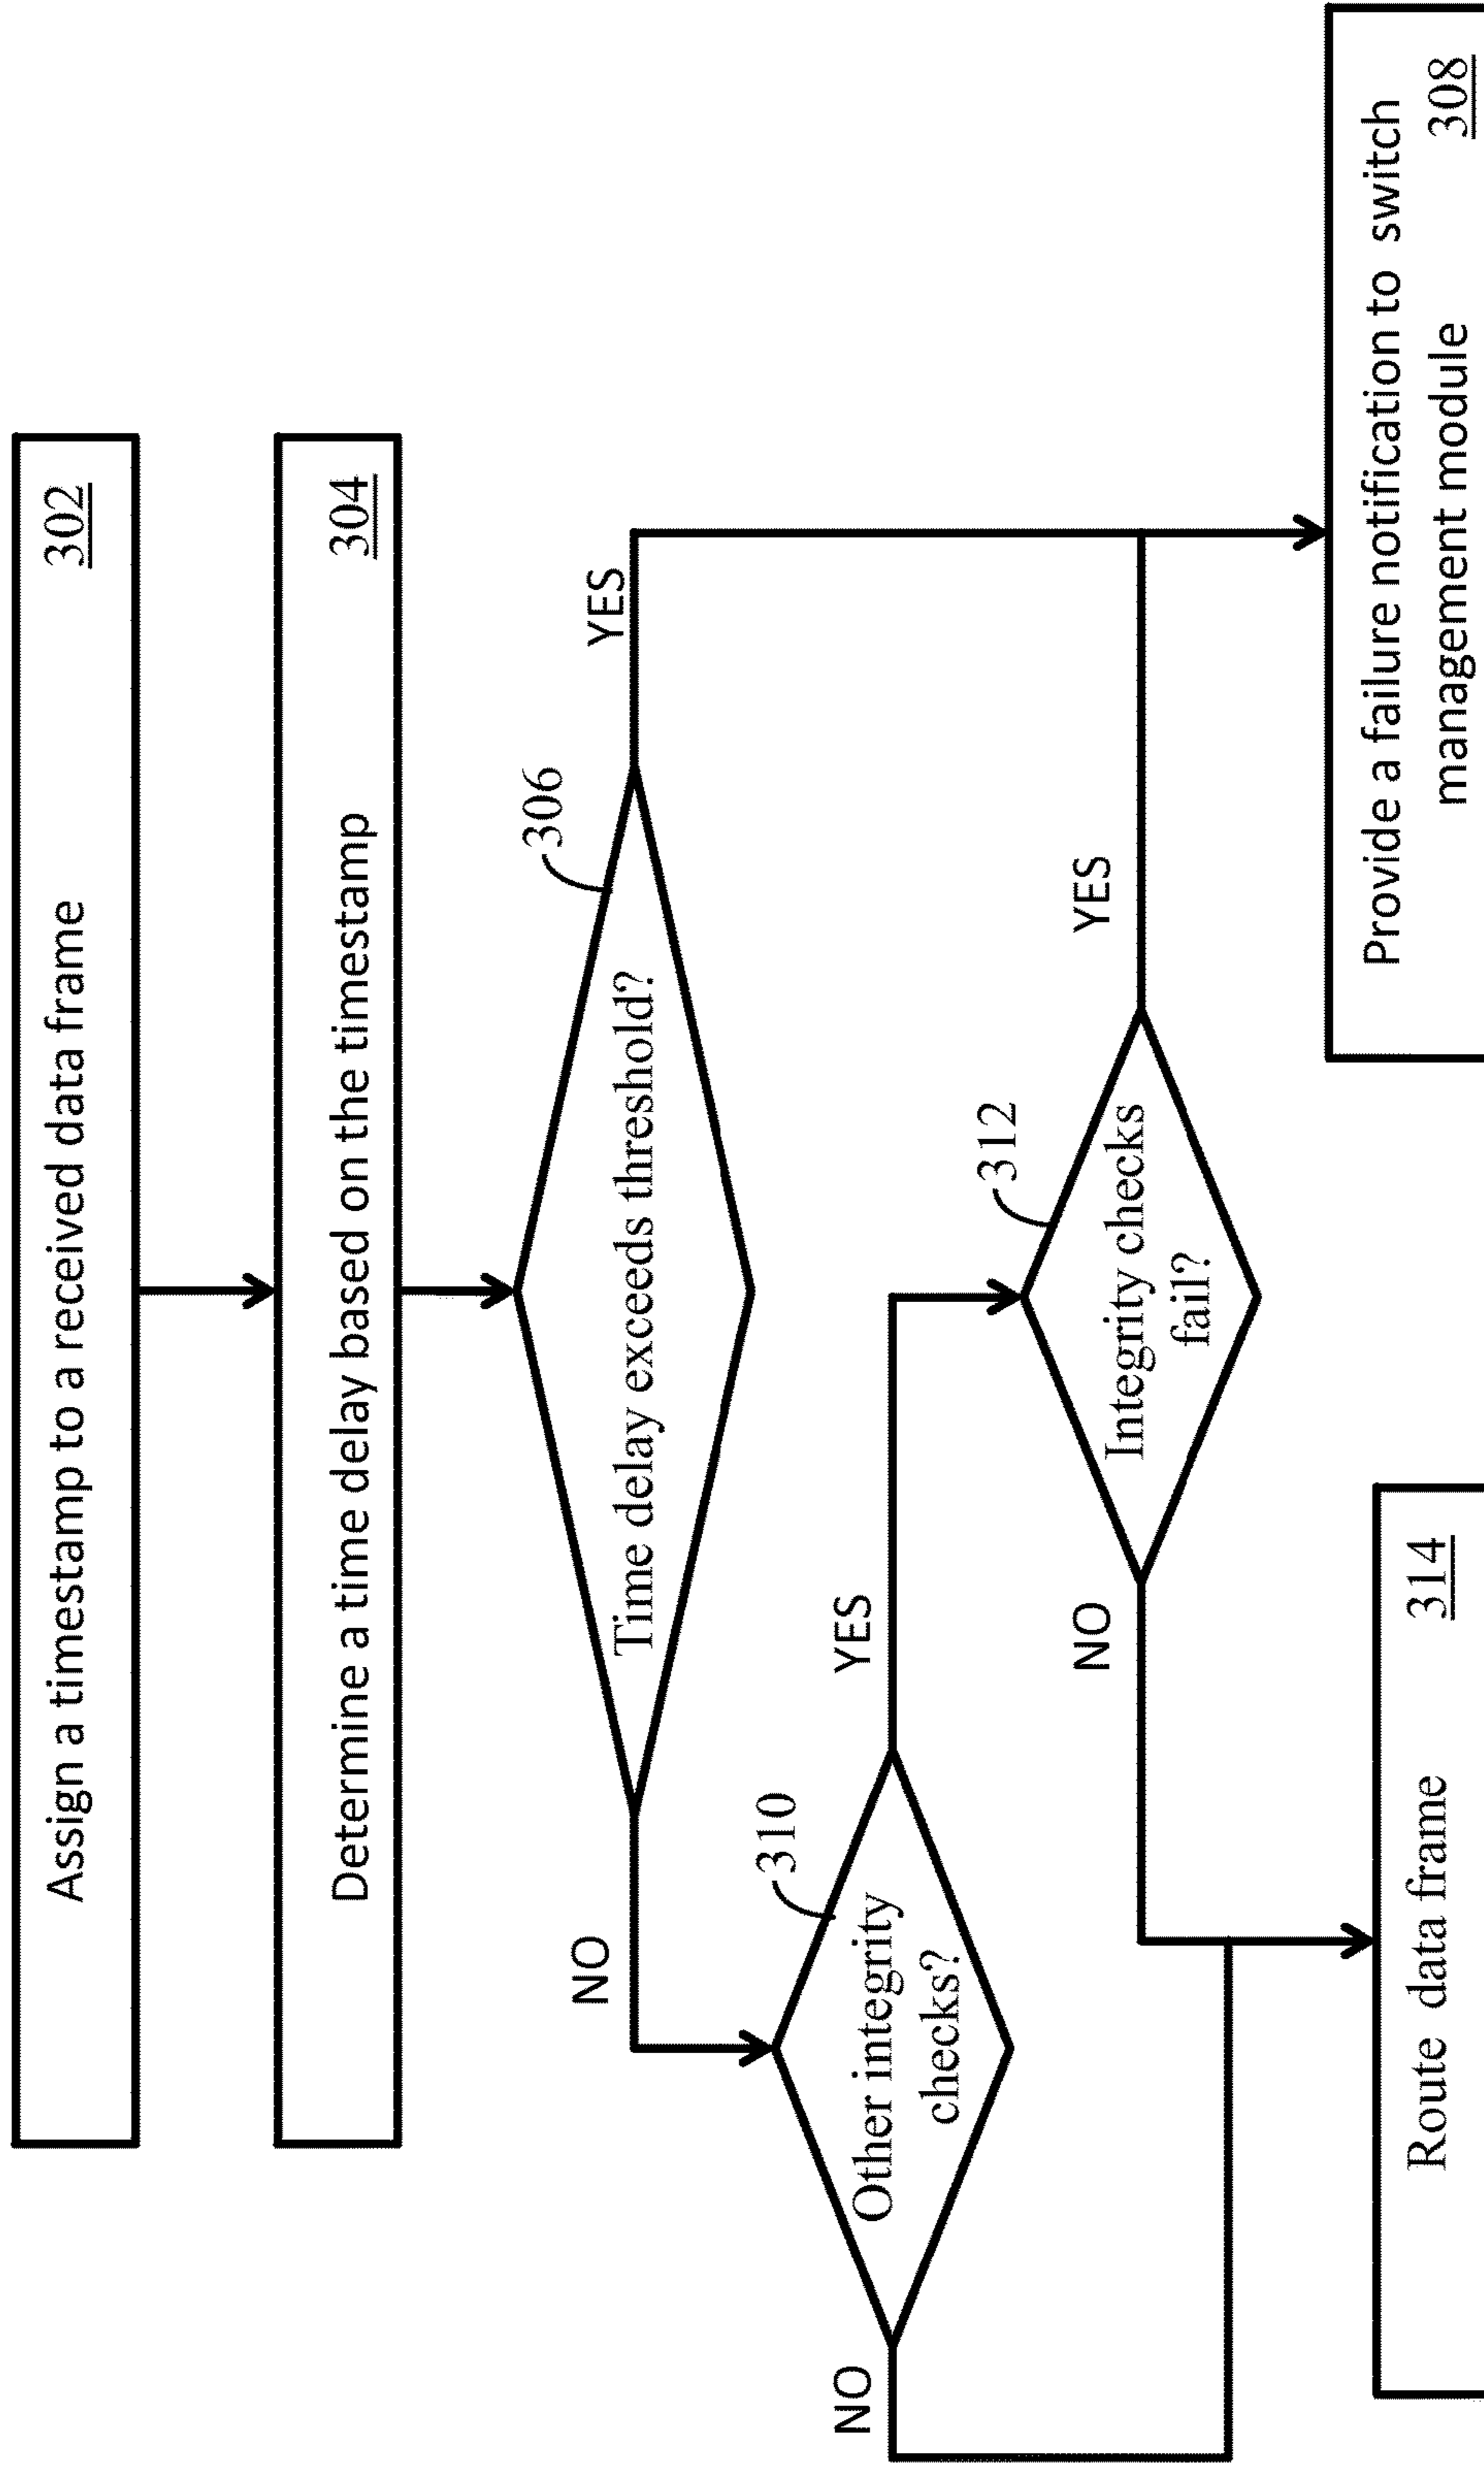 Assign a timestamp to a received data frame 302
Determine a time delay based on the timestamp 304
306
Time delay exceeds threshold?
NO
YES
310
Other integrity
checks?
NO
YES
312
Integrity checks
fail?
NO
YES
Provide a failure notification to switch
management module 308
314
Route data frame